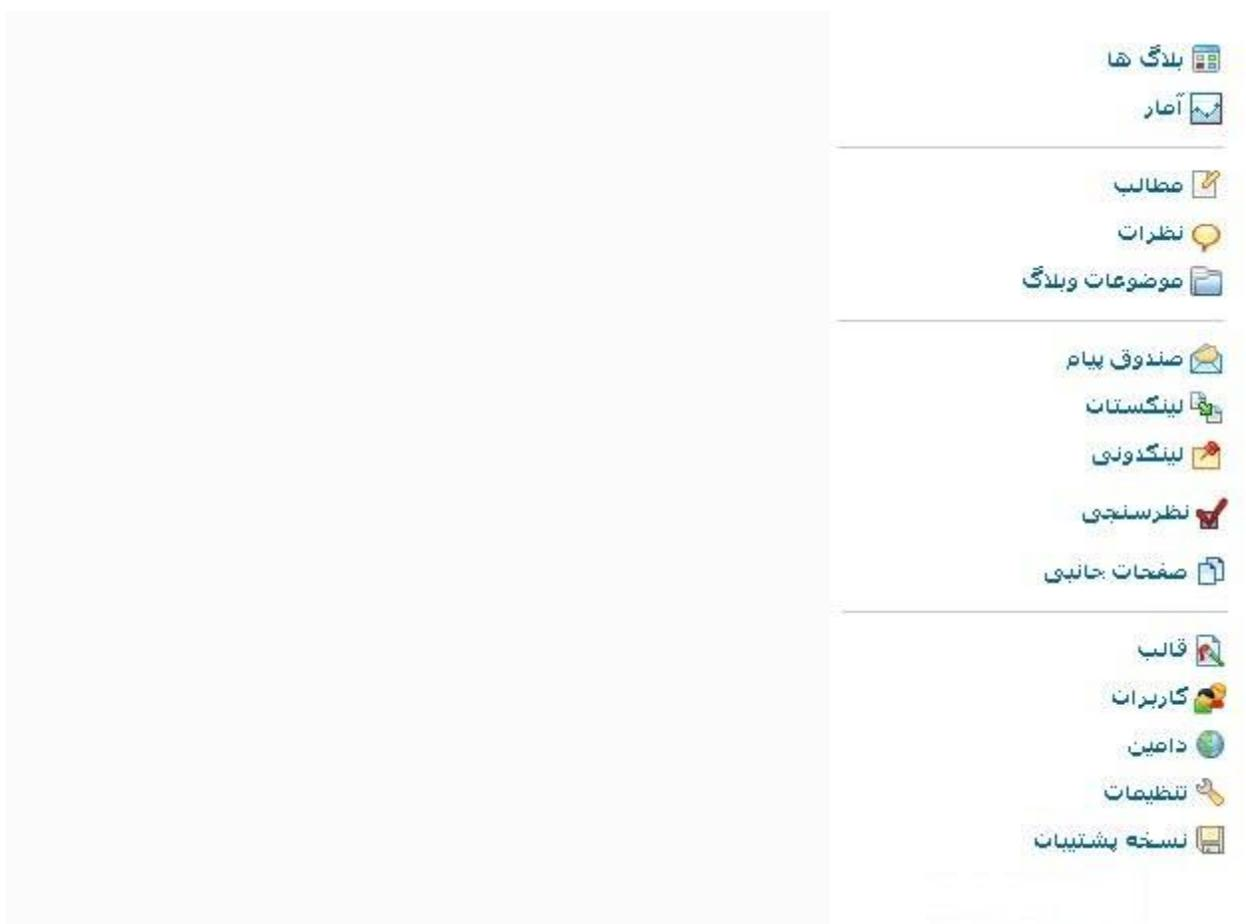 بلاگ ها
آمار
مطالب
نظرات
موضوعات وبلاگ
صندوق پیام
لینکستان
لینکدونی
نظرسنجی
صفحات جانبی
قالب
کاربران
دامین
تنظیمات
نسخه پشتیبان